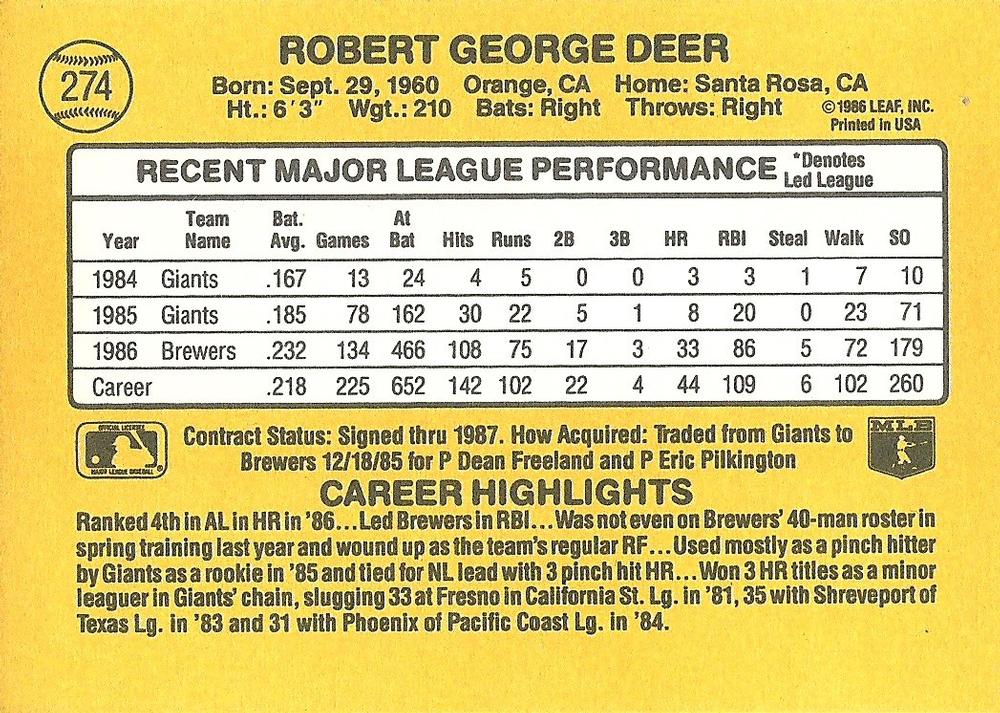 274
ROBERT GEORGE DEER
Born: Sept. 29, 1960 Orange, CA Home: Santa Rosa, CA
Ht.: 6'3" Wgt.: 210 Bats: Right Throws: Right
©1986 LEAF, INC.
Printed in USA
RECENT MAJOR LEAGUE PERFORMANCE
*Denotes
Led League
Year Team Name Bat. Avg. Games At Bat Hits Runs 2B 3B HR RBI Steal Walk SO
1984 Giants .167 13 24 4 5 0 0 3 3 1 7 10
1985 Giants .185 78 162 30 22 5 1 8 20 0 23 71
1986 Brewers .232 134 466 108 75 17 3 33 86 5 72 179
Career .218 225 652 142 102 22 4 44 109 6 102 260
OFFICIAL LICENSEE
MAJOR LEAGUE BASEBALL
Contract Status: Signed thru 1987. How Acquired: Traded from Giants to
Brewers 12/18/85 for P Dean Freeland and P Eric Pilkington
MLB
CAREER HIGHLIGHTS
Ranked 4th in AL in HR in '86...Led Brewers in RBI...Was not even on Brewers' 40-man roster in
spring training last year and wound up as the team's regular RF...Used mostly as a pinch hitter
by Giants as a rookie in '85 and tied for NL lead with 3 pinch hit HR...Won 3 HR titles as a minor
leaguer in Giants' chain, slugging 33 at Fresno in California St. Lg. in '81, 35 with Shreveport of
Texas Lg. in '83 and 31 with Phoenix of Pacific Coast Lg. in '84.